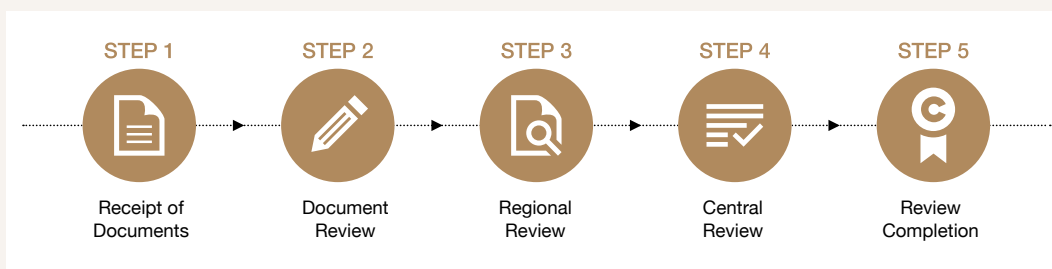 STEP 1
Receipt of
Documents
STEP 2
Document
Review
STEP 3
Regional
Review
STEP 4
Central
Review
STEP 5
C
Review
Completion